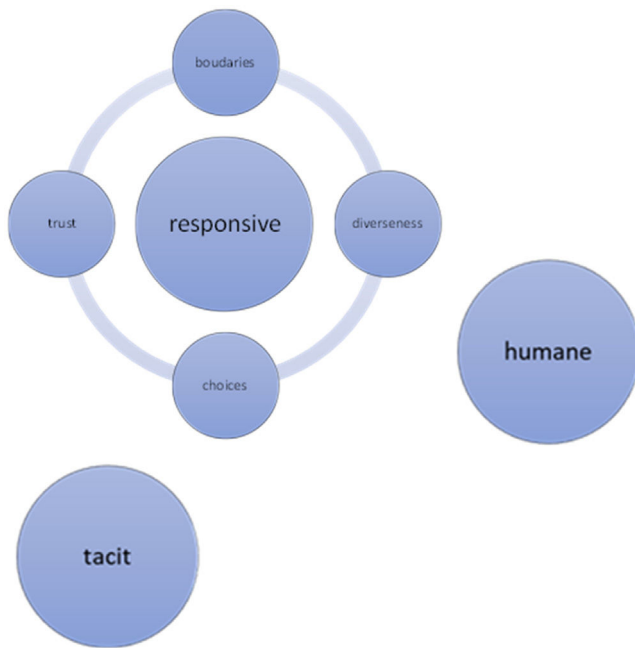 boudaries
trust
responsive
diverseness
choices
humane
tacit